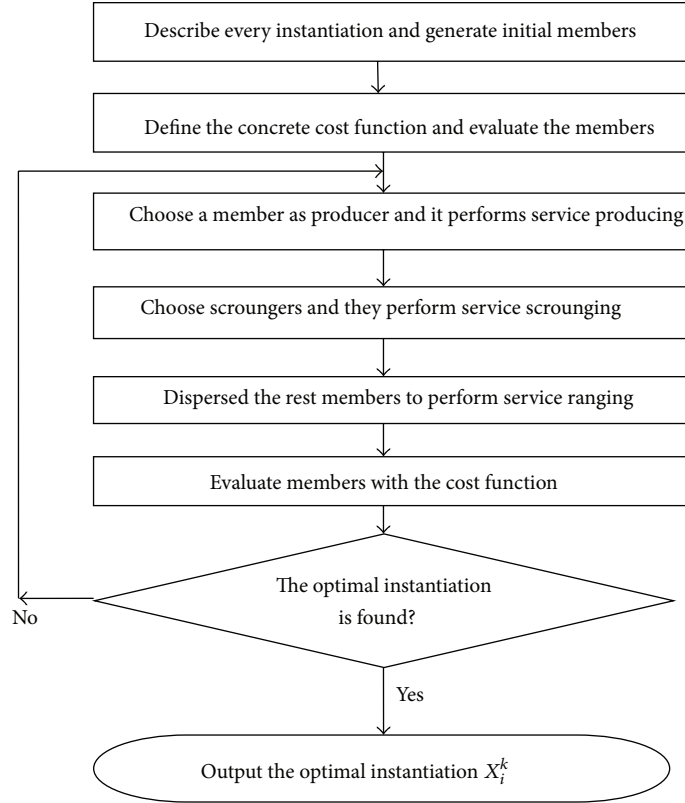 Describe every instantiation and generate initial members
Define the concrete cost function and evaluate the members
Choose a member as producer and it performs service producing
Choose scroungers and they perform service scrounging
Dispersed the rest members to perform service ranging
Evaluate members with the cost function
The optimal instantiation
is found?
No
Yes
Output the optimal instantiation $X_i^k$